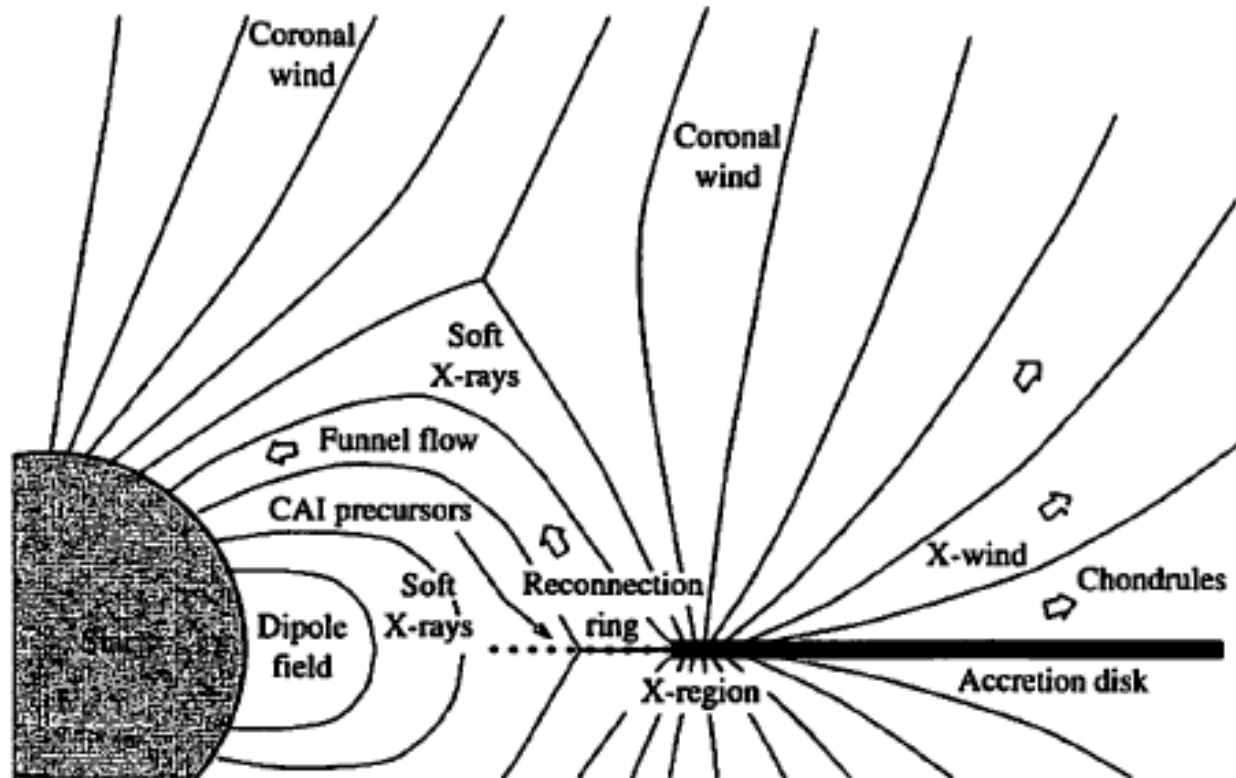 Coronal
wind
Coronal
wind
Soft
X-rays
Funnel flow
CAI precursors
X-wind
Soft
X-rays
Reconnection
ring
Chondrules
Star
Dipole
field
X-region
Accretion disk